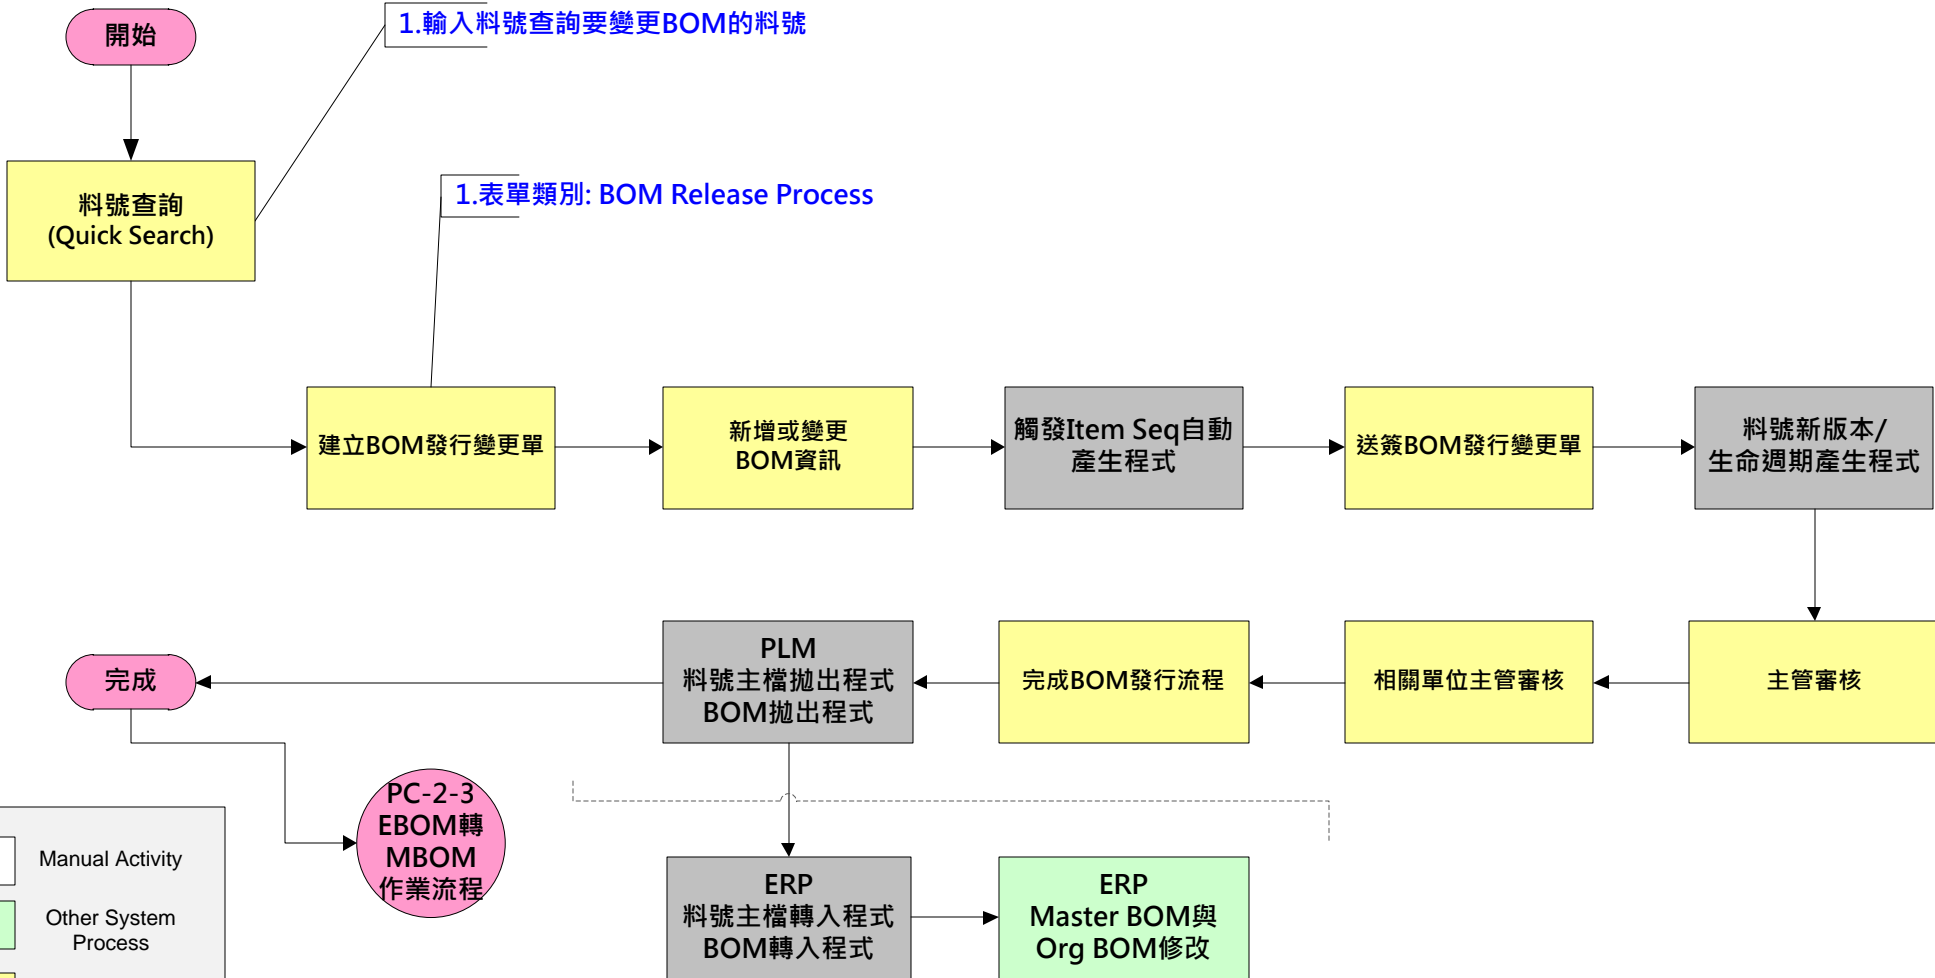 開始
1.輸入料號查詢要變更BOM的料號
料號查詢
(Quick Search)
1.表單類別: BOM Release Process
建立BOM發行變更單
新增或變更
BOM資訊
觸發Item Seq自動
產生程式
送簽BOM發行變更單
料號新版本/
生命週期產生程式
完成
PLM
料號主檔拋出程式
BOM拋出程式
完成BOM發行流程
相關單位主管審核
主管審核
PC-2-3
EBOM轉
MBOM
作業流程
ERP
料號主檔轉入程式
BOM轉入程式
ERP
Master BOM與
Org BOM修改
Manual Activity
Other System
Process